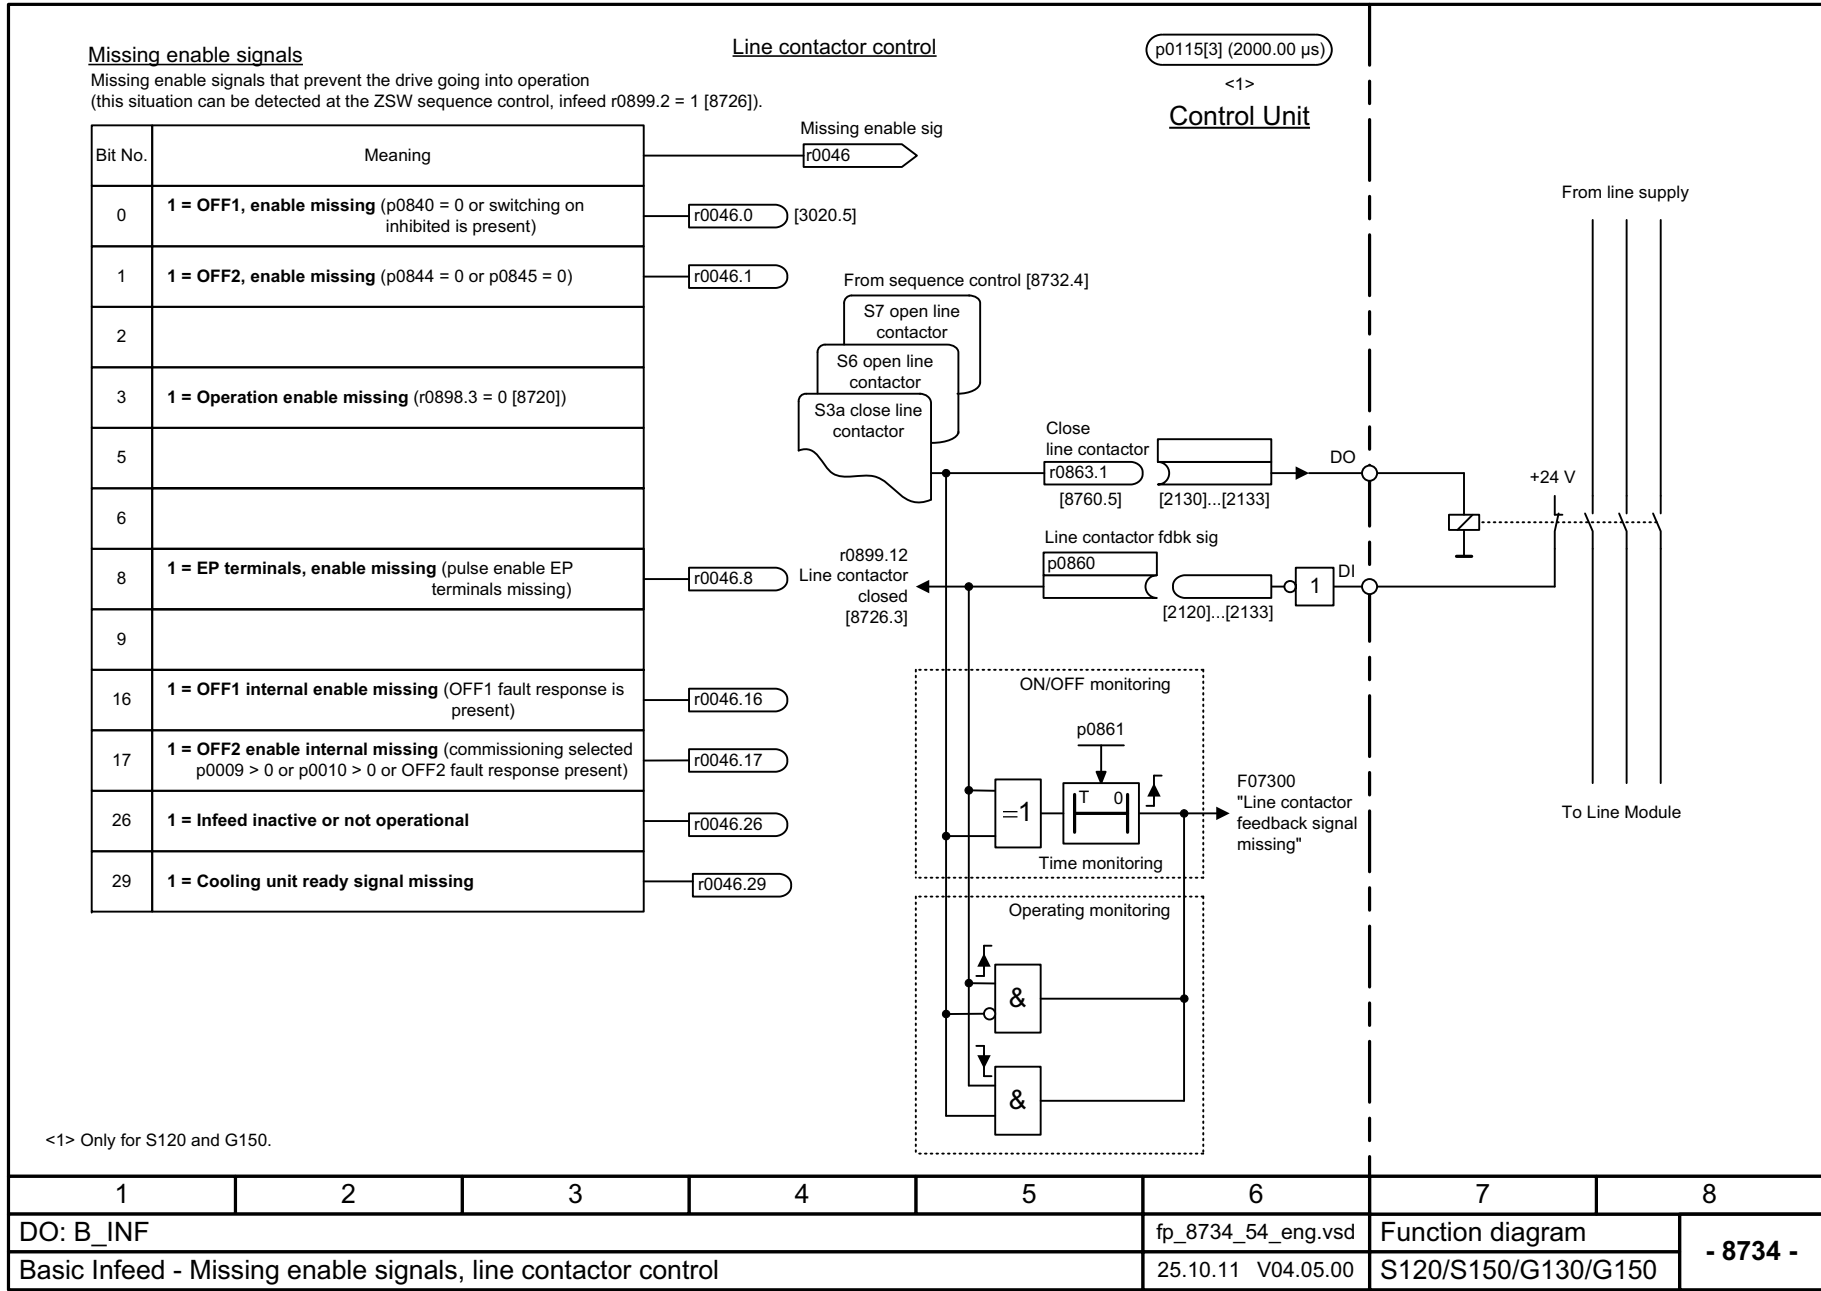 Missing enable signals
Missing enable signals that prevent the drive going into operation
(this situation can be detected at the ZSW sequence control, infeed r0899.2 = 1 [8726]).
Line contactor control
p0115[3] (2000.00 µs)
<1>
Control Unit
Bit No.
Meaning
Missing enable sig
r0046
0
1 = OFF1, enable missing (p0840 = 0 or switching on
inhibited is present)
r0046.0
[3020.5]
1
1 = OFF2, enable missing (p0844 = 0 or p0845 = 0)
r0046.1
2
3
1 = Operation enable missing (r0898.3 = 0 [8720])
5
6
8
1 = EP terminals, enable missing (pulse enable EP
terminals missing)
r0046.8
9
16
1 = OFF1 internal enable missing (OFF1 fault response is
present)
r0046.16
17
1 = OFF2 enable internal missing (commissioning selected
p0009 > 0 or p0010 > 0 or OFF2 fault response present)
r0046.17
26
1 = Infeed inactive or not operational
r0046.26
29
1 = Cooling unit ready signal missing
r0046.29
From sequence control [8732.4]
S7 open line
contactor
S6 open line
contactor
S3a close line
contactor
Close
line contactor
r0863.1
[8760.5]
[2130]...[2133]
DO
Line contactor fdbk sig
p0860
[2120]...[2133]
1
DI
r0899.12
Line contactor
closed
[8726.3]
From line supply
+24 V
To Line Module
ON/OFF monitoring
p0861
=1
T 0
Time monitoring
F07300
"Line contactor
feedback signal
missing"
Operating monitoring
&
&
<1> Only for S120 and G150.
1 2 3 4 5 6 7 8
DO: B_INF
fp_8734_54_eng.vsd
Function diagram
- 8734 -
Basic Infeed - Missing enable signals, line contactor control
25.10.11 V04.05.00
S120/S150/G130/G150